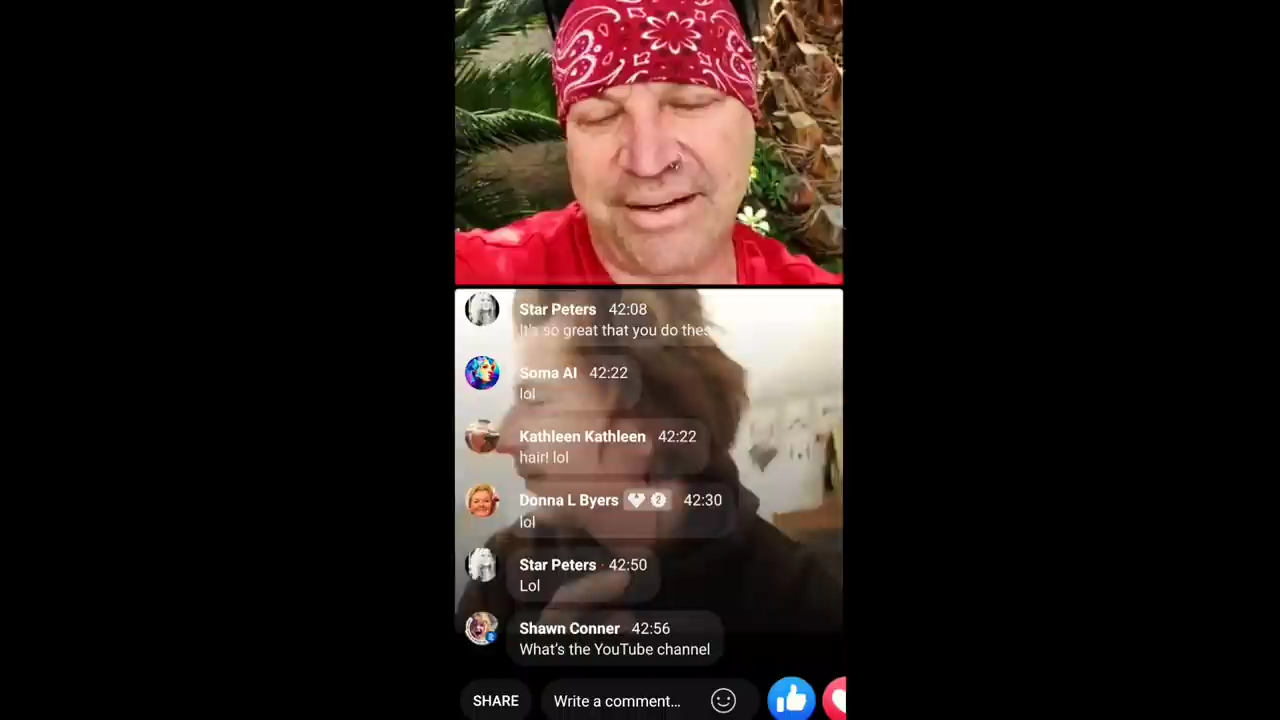 Star Peters 42:08
It's so great that you do thes
Soma AI 42:22
lol
Kathleen Kathleen 42:22
hair! lol
Donna L Byers 2 42:30
lol
Star Peters · 42:50
Lol
Shawn Conner 42:56
What's the YouTube channel
SHARE Write a comment...